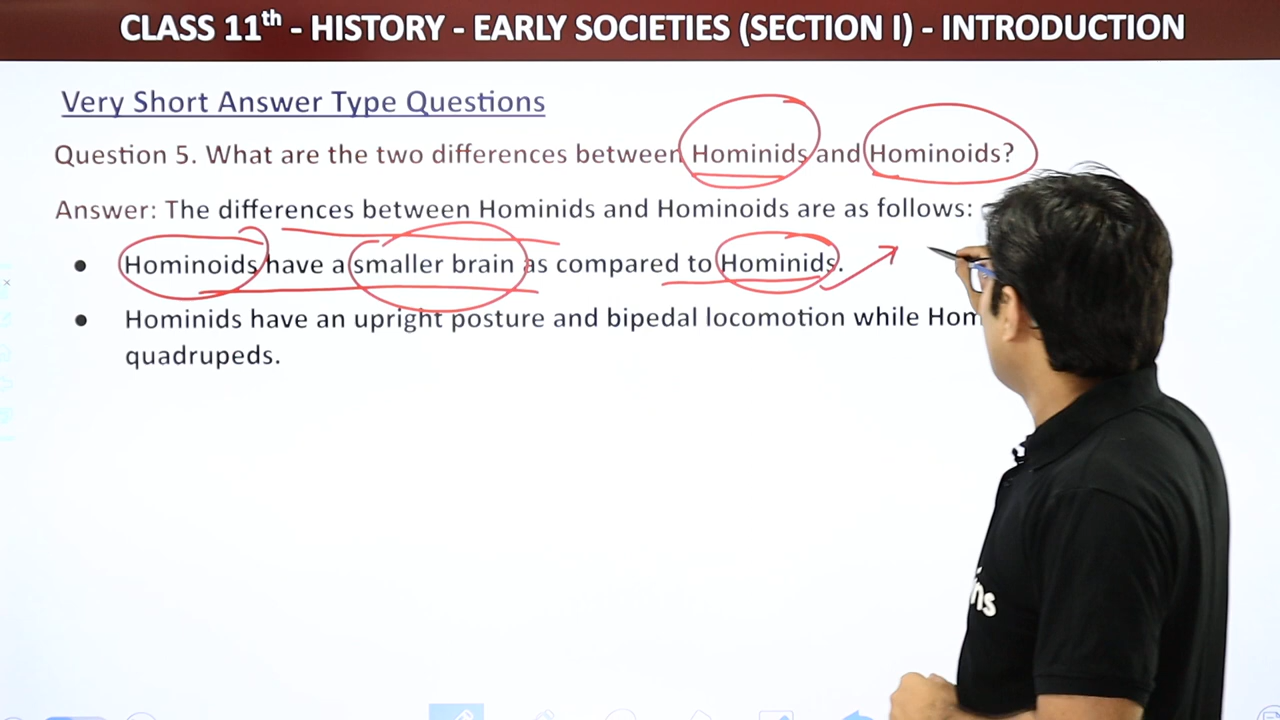 CLASS 11th - HISTORY - EARLY SOCIETIES (SECTION I) - INTRODUCTION
Very Short Answer Type Questions
Question 5. What are the two differences between Hominids and Hominoids?
Answer: The differences between Hominids and Hominoids are as follows:
● Hominoids have a smaller brain as compared to Hominids.
● Hominids have an upright posture and bipedal locomotion while Hom
quadrupeds.
ns